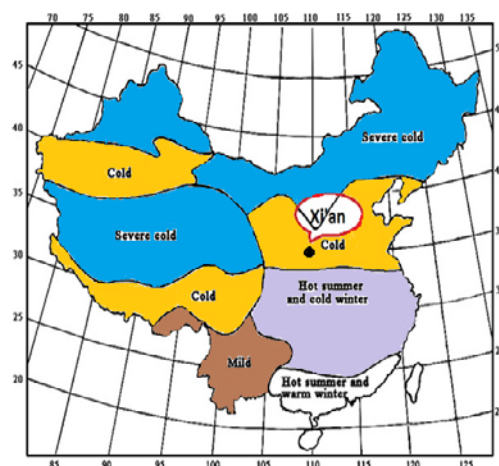 70 75 80 85 90 95 100 105 110 115 120 125 130 135
45
40
35
30
25
20
Severe cold
Cold
Xi'an
Cold
Severe cold
Cold
Hot summer
and cold winter
Mild
Hot summer and
warm winter
85 90 95 100 105 110 115 120 125